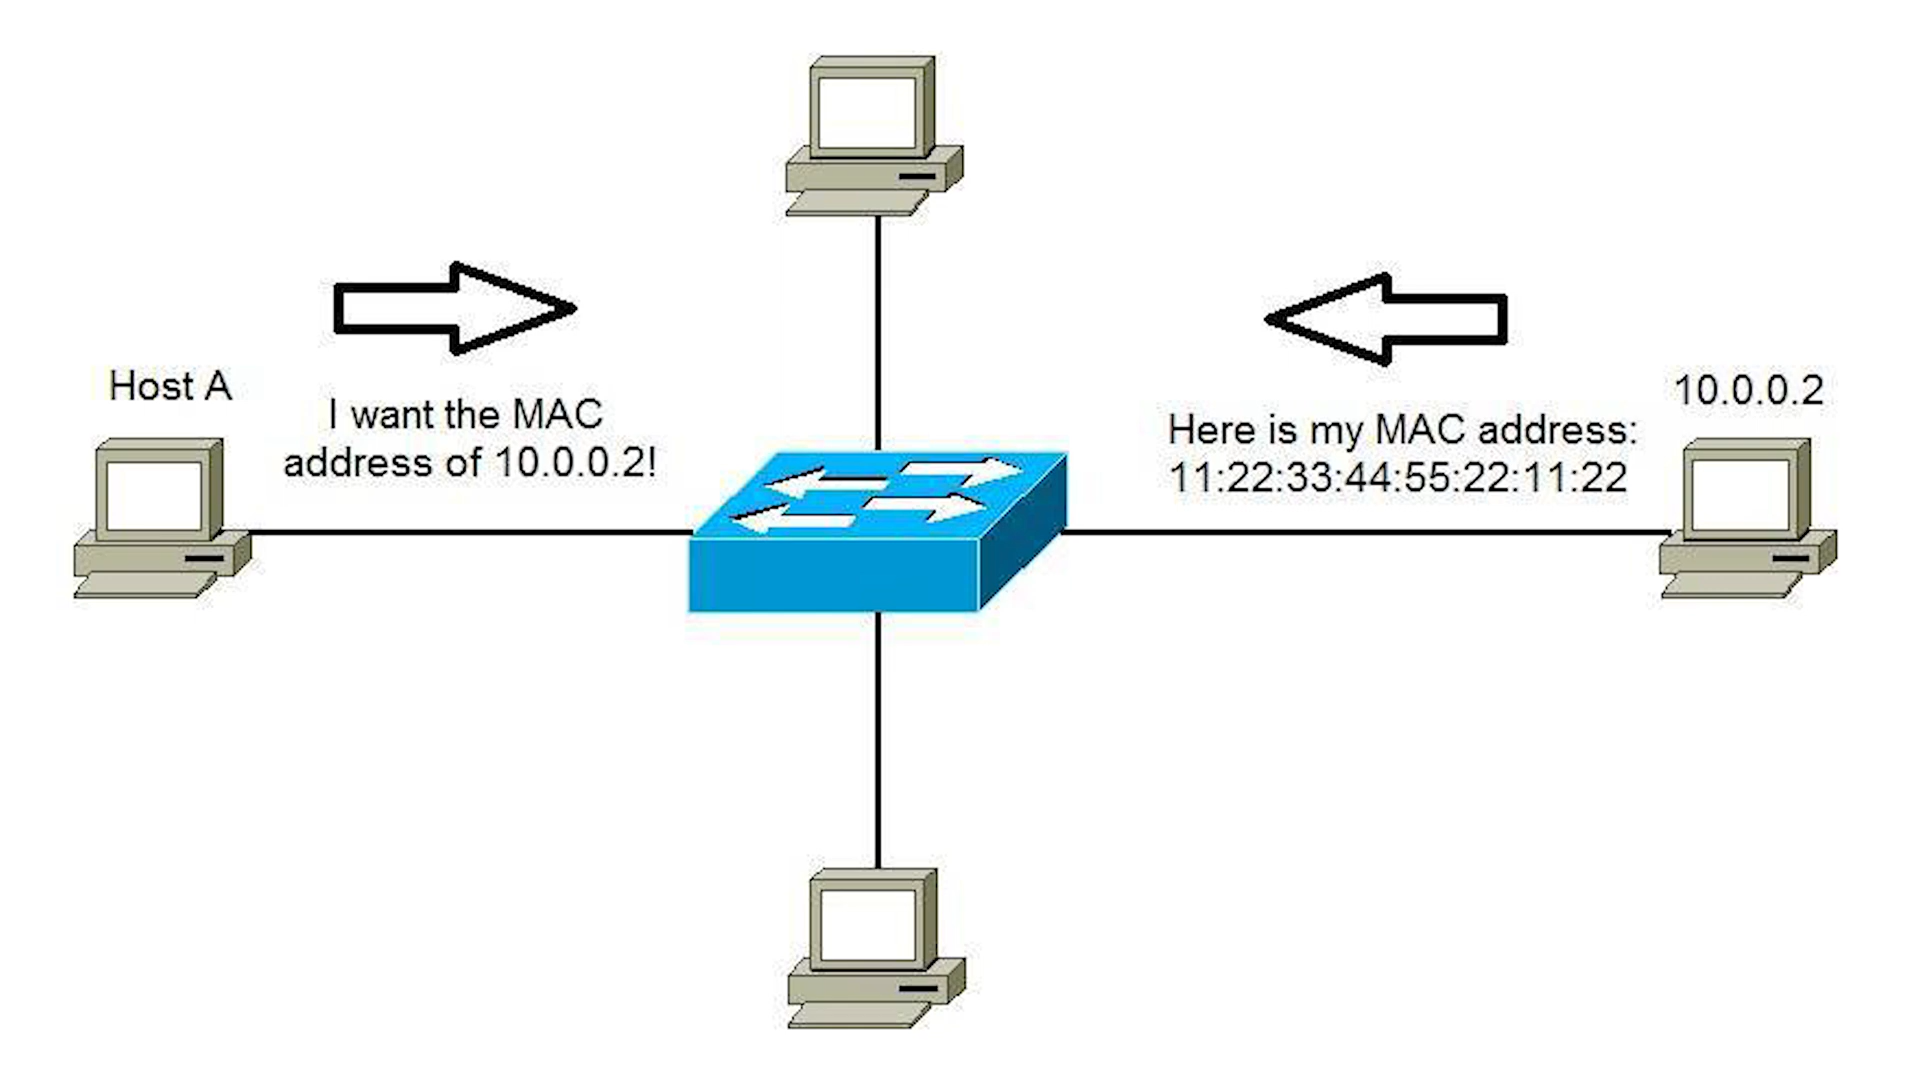 Host A
I want the MAC
address of 10.0.0.2!
10.0.0.2
Here is my MAC address:
11:22:33:44:55:22:11:22